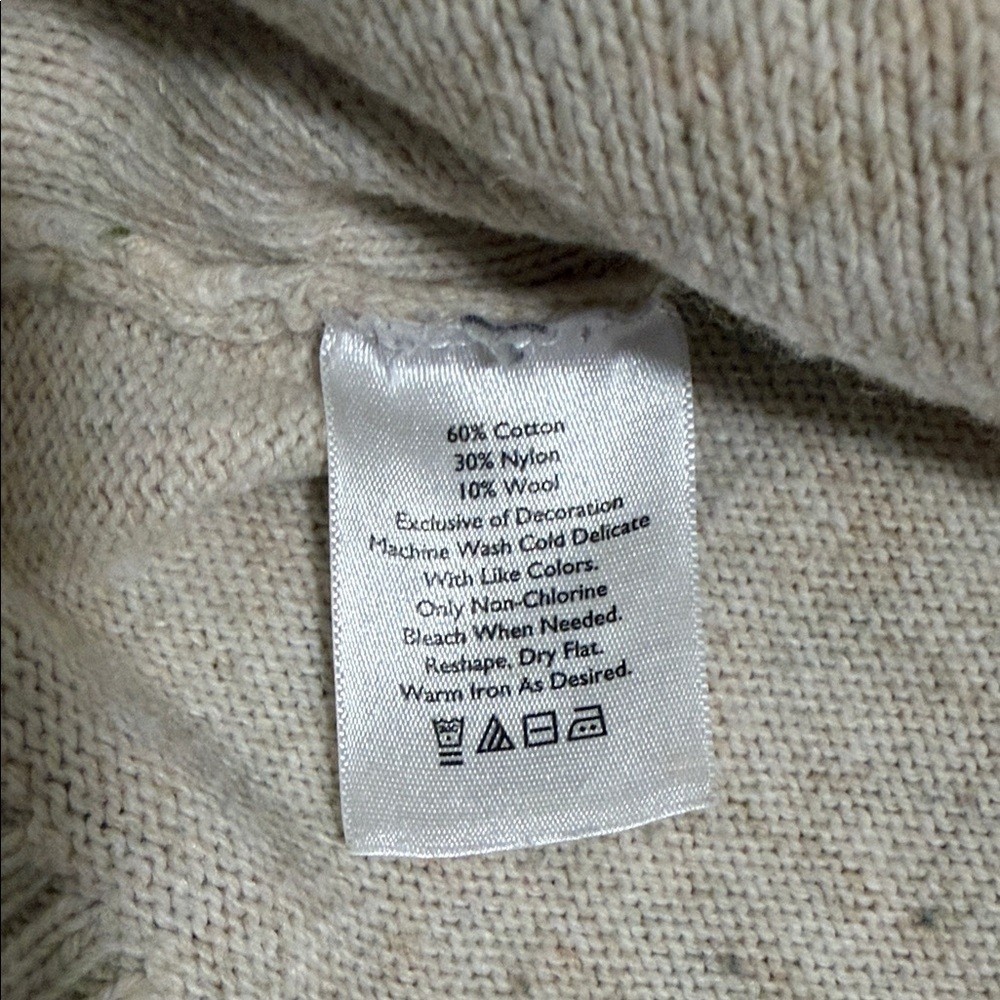 60% Cotton
30% Nylon
10% Wool
Exclusive of Decoration
Machine Wash Cold Delicate
With Like Colors.
Only Non-Chlorine
Bleach When Needed.
Reshape, Dry Flat.
Warm Iron As Desired.